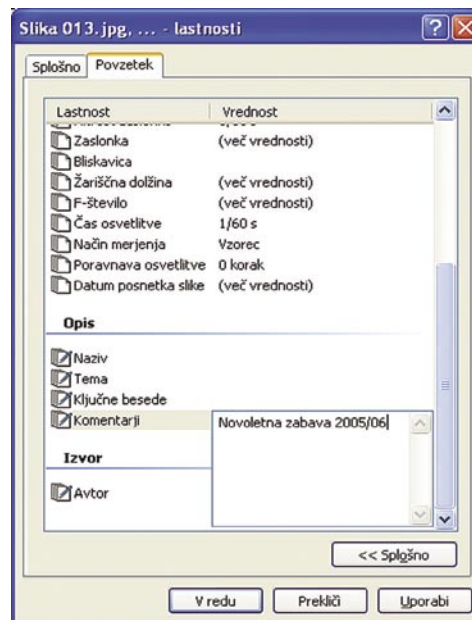 Slika 013.jpg, ... - lastnosti
Splošno Povzetek
Lastnost Vrednost
Zaslonka (več vrednosti)
Bliskavica
Žariščna dolžina (več vrednosti)
F-število (več vrednosti)
Čas osvetlitve 1/60 s
Način merjenja Vzorec
Poravnava osvetlitve 0 korak
Datum posnetka slike (več vrednosti)
Opis
Naziv
Tema
Ključne besede
Komentarji Novoletna zabava 2005/06
Izvor
Avtor
<< Splošno
V redu Prekliči Uporabi